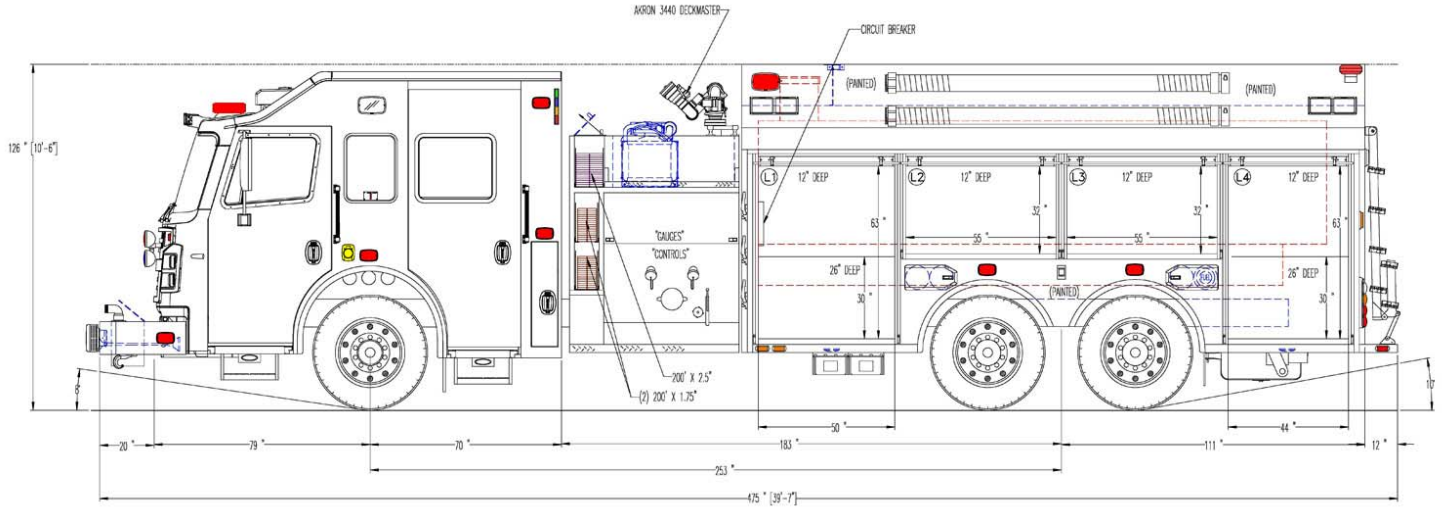 AKRON 3440 DECKMASTER
CIRCUIT BREAKER
(PAINTED)
(PAINTED)
126 " [10'-6"]
L1
12" DEEP
L2
12" DEEP
L3
12" DEEP
L4
12" DEEP
63 "
32 "
32 "
63 "
"GAUGES"
"CONTROLS"
55 "
55 "
26" DEEP
26" DEEP
FUEL
(PAINTED)
30 "
30 "
200' X 2.5"
(2) 200' X 1.75"
8°
10°
50 "
44 "
20 "
79 "
70 "
183 "
111 "
12 "
253 "
475 " [39'-7"]